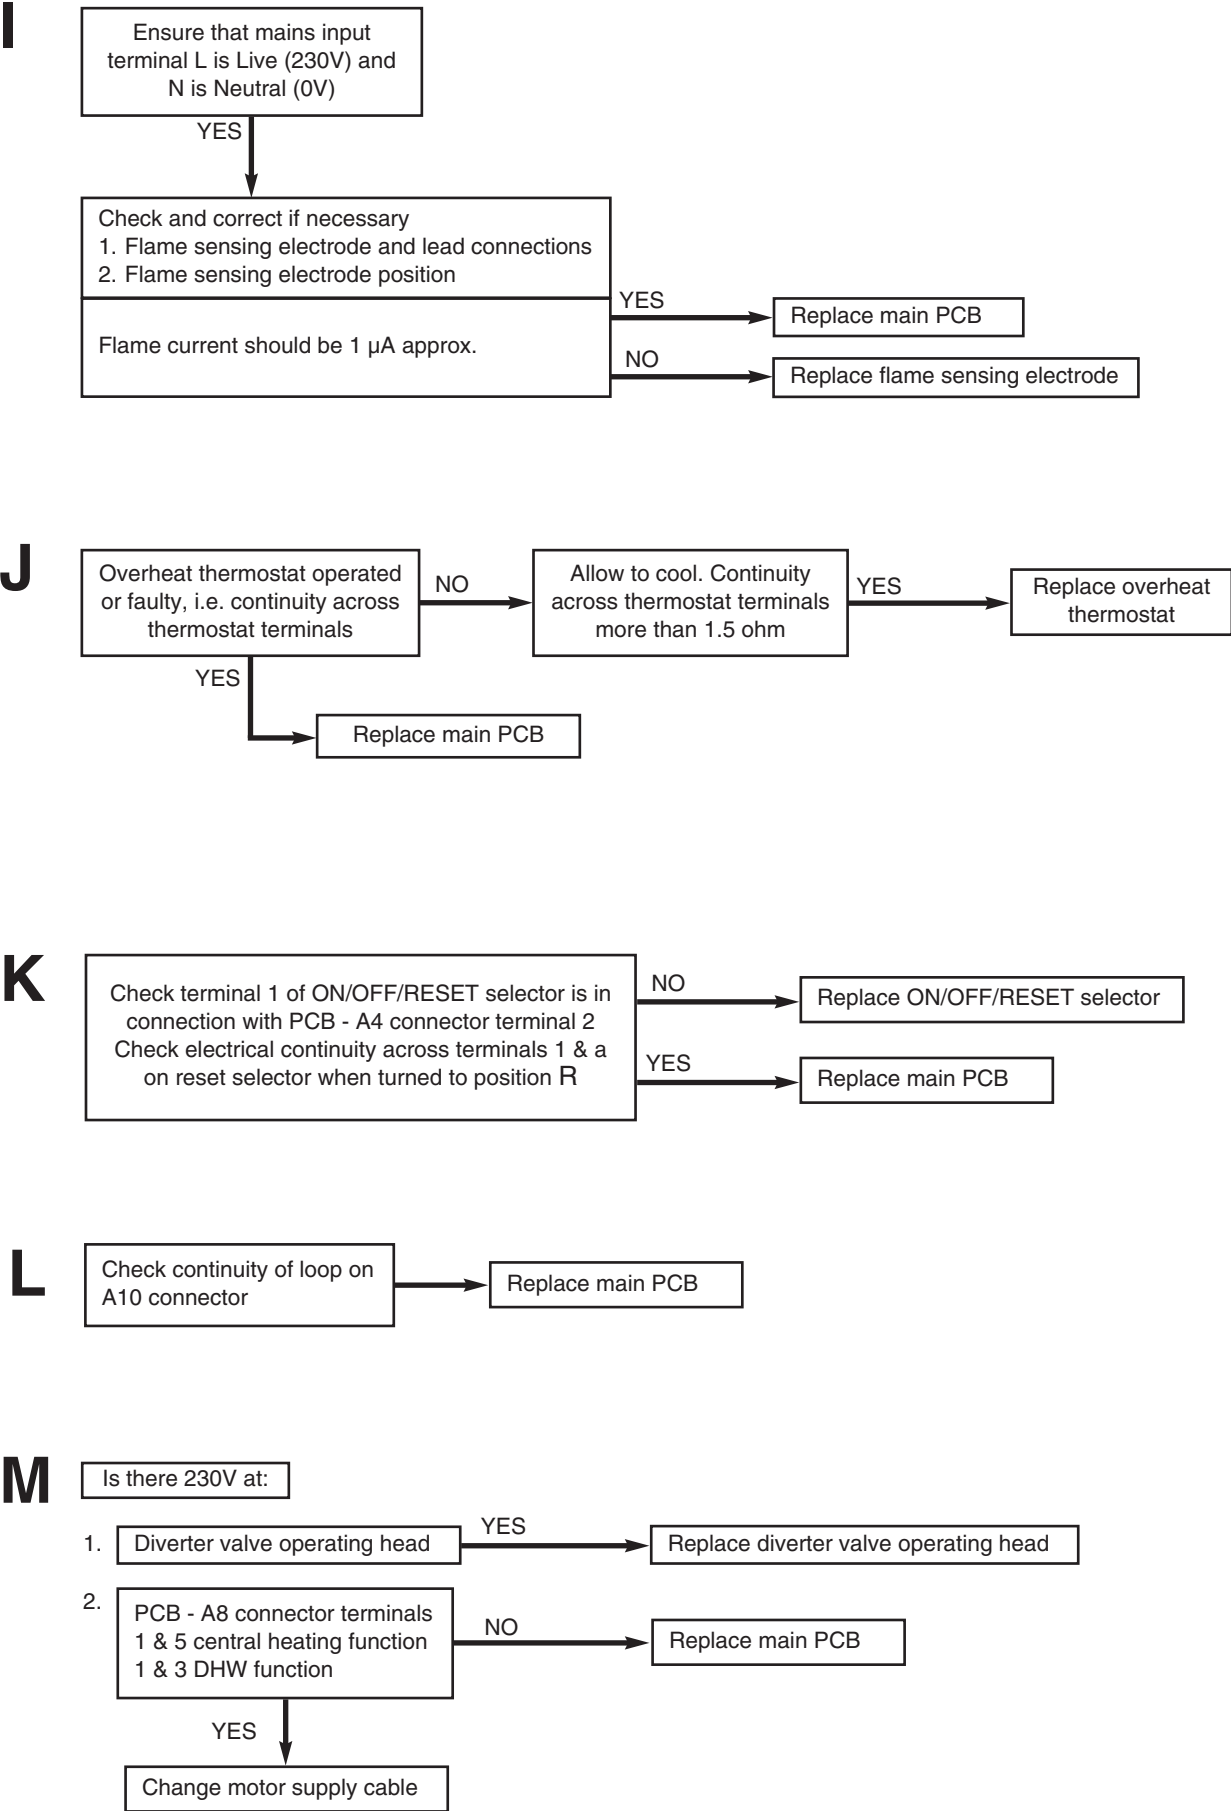 I
Ensure that mains input
terminal L is Live (230V) and
N is Neutral (0V)
YES
Check and correct if necessary
1. Flame sensing electrode and lead connections
2. Flame sensing electrode position
Flame current should be 1 µA approx.
YES
Replace main PCB
NO
Replace flame sensing electrode
J
Overheat thermostat operated
or faulty, i.e. continuity across
thermostat terminals
NO
Allow to cool. Continuity
across thermostat terminals
more than 1.5 ohm
YES
Replace overheat
thermostat
YES
Replace main PCB
K
Check terminal 1 of ON/OFF/RESET selector is in
connection with PCB - A4 connector terminal 2
Check electrical continuity across terminals 1 & a
on reset selector when turned to position R
NO
Replace ON/OFF/RESET selector
YES
Replace main PCB
L
Check continuity of loop on
A10 connector
Replace main PCB
M
Is there 230V at:
1. Diverter valve operating head
YES
Replace diverter valve operating head
2. PCB - A8 connector terminals
1 & 5 central heating function
1 & 3 DHW function
NO
Replace main PCB
YES
Change motor supply cable